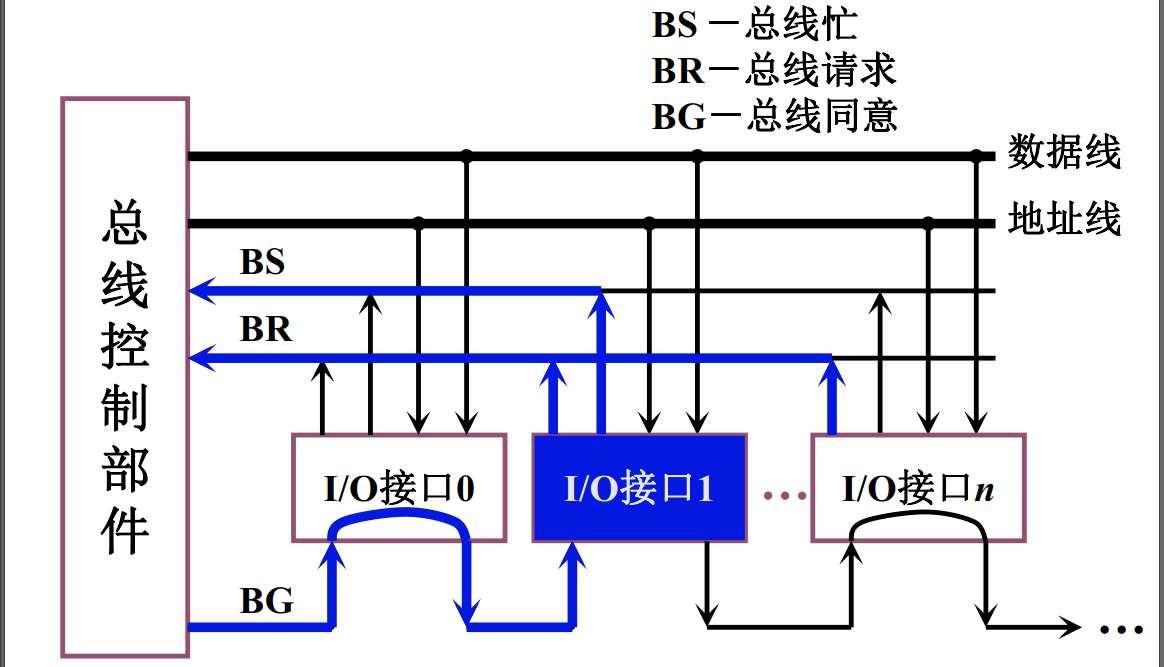 BS－总线忙
BR－总线请求
BG－总线同意
数据线
地址线
总线控制部件
BS
BR
I/O接口0
I/O接口1
…
I/O接口n
BG
…